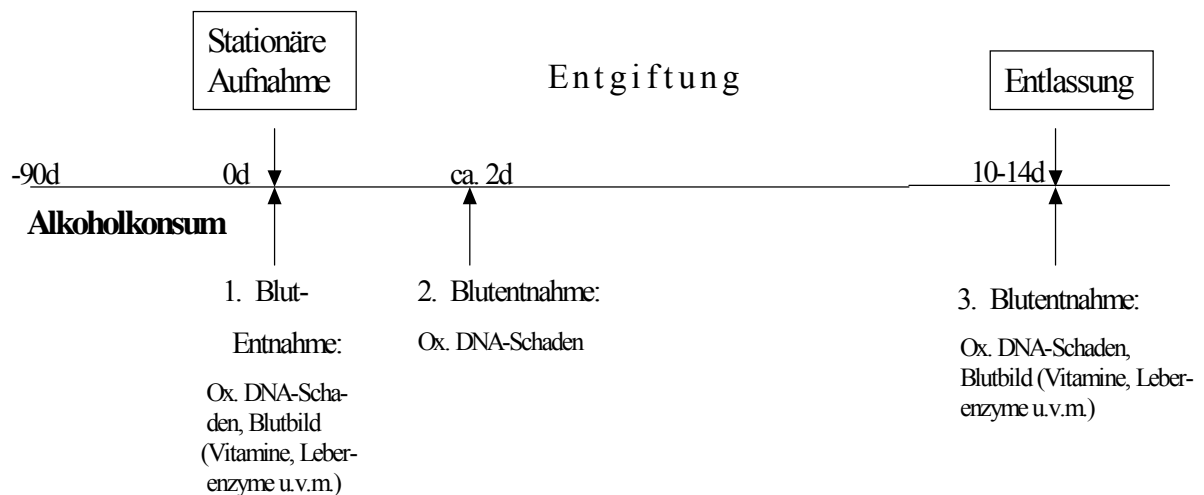 Stationäre
Aufnahme
Entgiftung
Entlassung
-90d
0d
ca. 2d
10-14d
Alkoholkonsum
1. Blut-
Entnahme:
Ox. DNA-Scha-
den, Blutbild
(Vitamine, Leber-
enzyme u.v.m.)
2. Blutentnahme:
Ox. DNA-Schaden
3. Blutentnahme:
Ox. DNA-Schaden,
Blutbild (Vitamine, Leber-
enzyme u.v.m.)